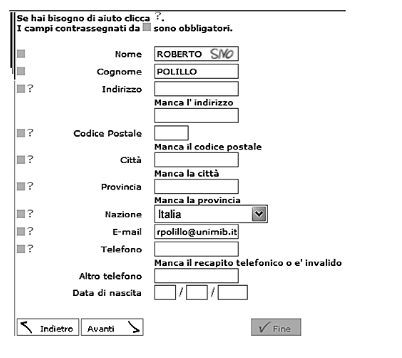 Se hai bisogno di aiuto clicca ?.
I campi contrassegnati da sono obbligatori.
Nome ROBERTO SNO
Cognome POLILLO
? Indirizzo
Manca l' indirizzo
? Codice Postale
Manca il codice postale
? Città
Manca la città
? Provincia
Manca la provincia
? Nazione Italia
? E-mail rpolillo@unimib.it
? Telefono
Manca il recapito telefonico o e' invalido
Altro telefono
Data di nascita / /
Indietro Avanti Fine